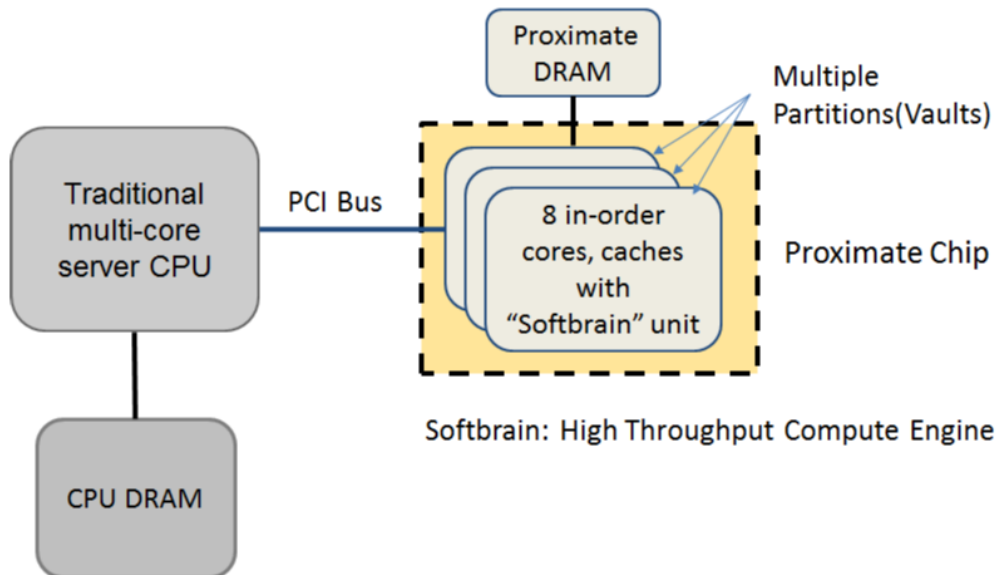 Proximate
DRAM
Multiple
Partitions(Vaults)
Traditional
multi-core
server CPU
PCI Bus
8 in-order
cores, caches
with
“Softbrain” unit
Proximate Chip
Softbrain: High Throughput Compute Engine
CPU DRAM